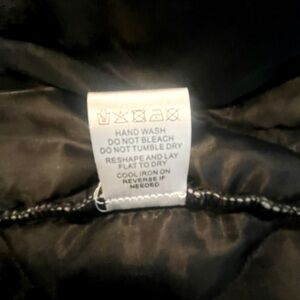 HAND WASH
DO NOT BLEACH
DO NOT TUMBLE DRY
RESHAPE AND LAY
FLAT TO DRY
COOL IRON ON
REVERSE IF
NEEDED